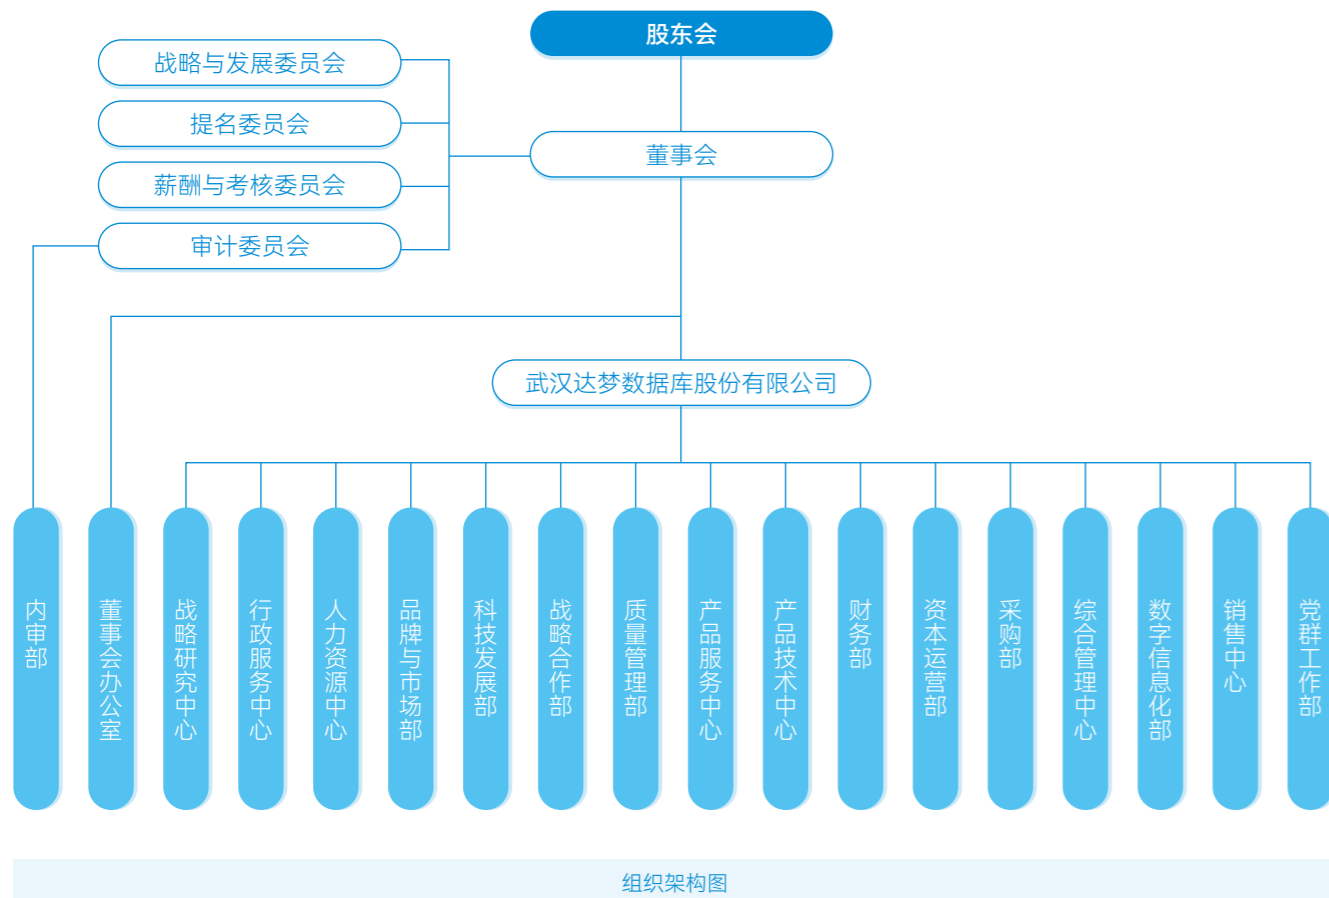 股东会
战略与发展委员会
提名委员会
董事会
薪酬与考核委员会
审计委员会
武汉达梦数据库股份有限公司
内审部
董事会办公室
战略研究中心
行政服务中心
人力资源中心
品牌与市场部
科技发展部
战略合作部
质量管理部
产品服务中心
产品技术中心
财务部
资本运营部
采购部
综合管理中心
数字信息化部
销售中心
党群工作部
组织架构图